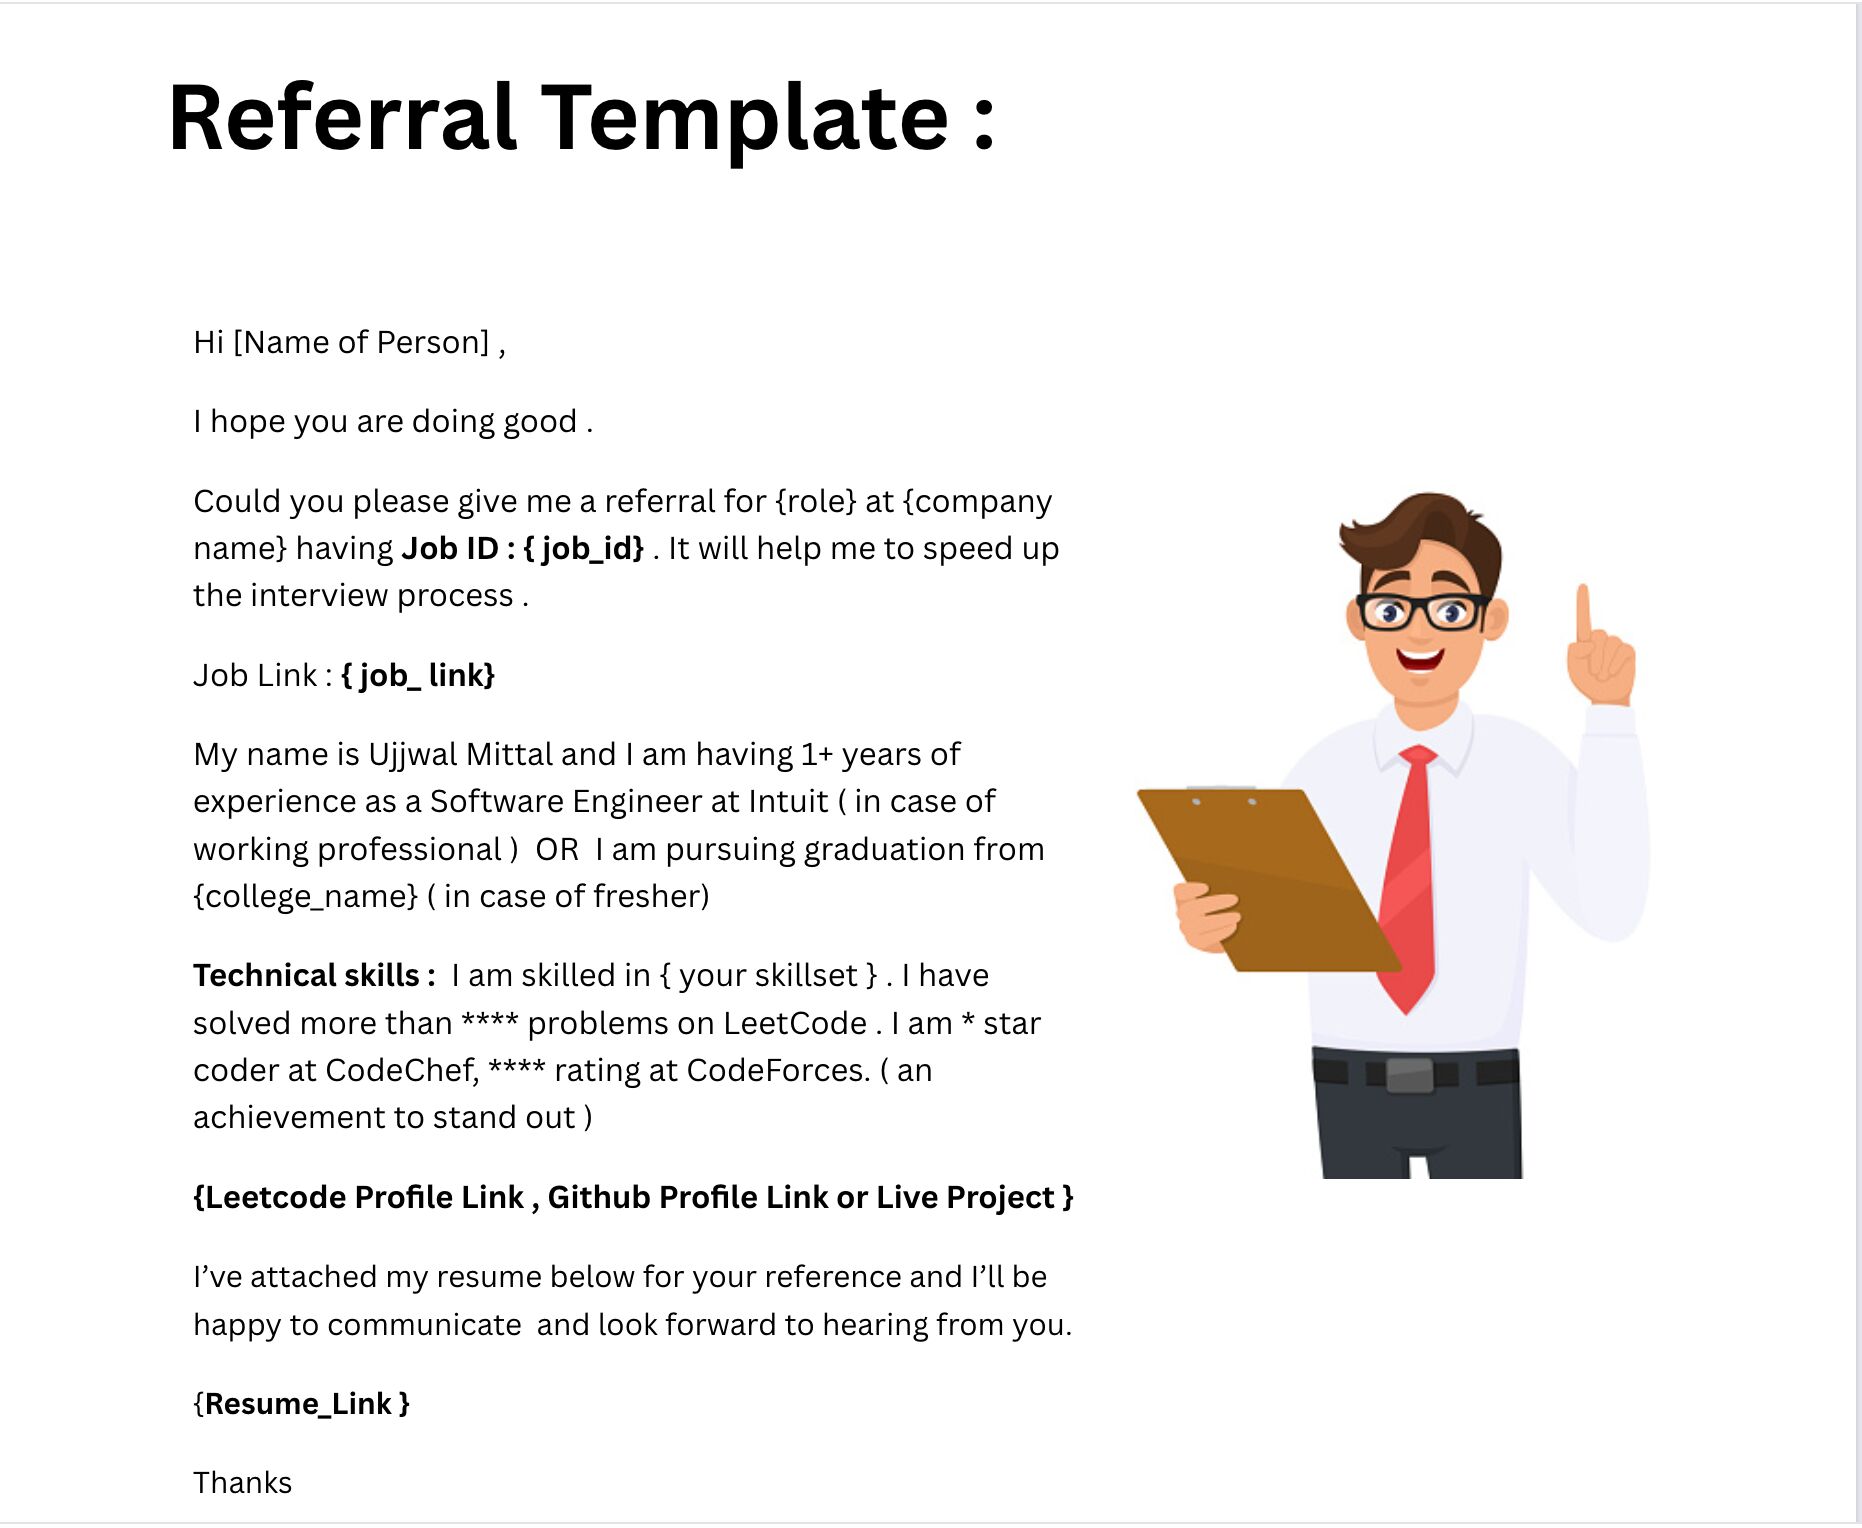 Referral Template :
Hi [Name of Person] ,
I hope you are doing good .
Could you please give me a referral for {role} at {company
name} having Job ID : { job_id} . It will help me to speed up
the interview process .
Job Link : { job_ link}
My name is Ujjwal Mittal and I am having 1+ years of
experience as a Software Engineer at Intuit ( in case of
working professional )  OR  I am pursuing graduation from
{college_name} ( in case of fresher)
Technical skills :  I am skilled in { your skillset } . I have
solved more than **** problems on LeetCode . I am * star
coder at CodeChef, **** rating at CodeForces. ( an
achievement to stand out )
{Leetcode Profile Link , Github Profile Link or Live Project }
I’ve attached my resume below for your reference and I’ll be
happy to communicate  and look forward to hearing from you.
{Resume_Link }
Thanks